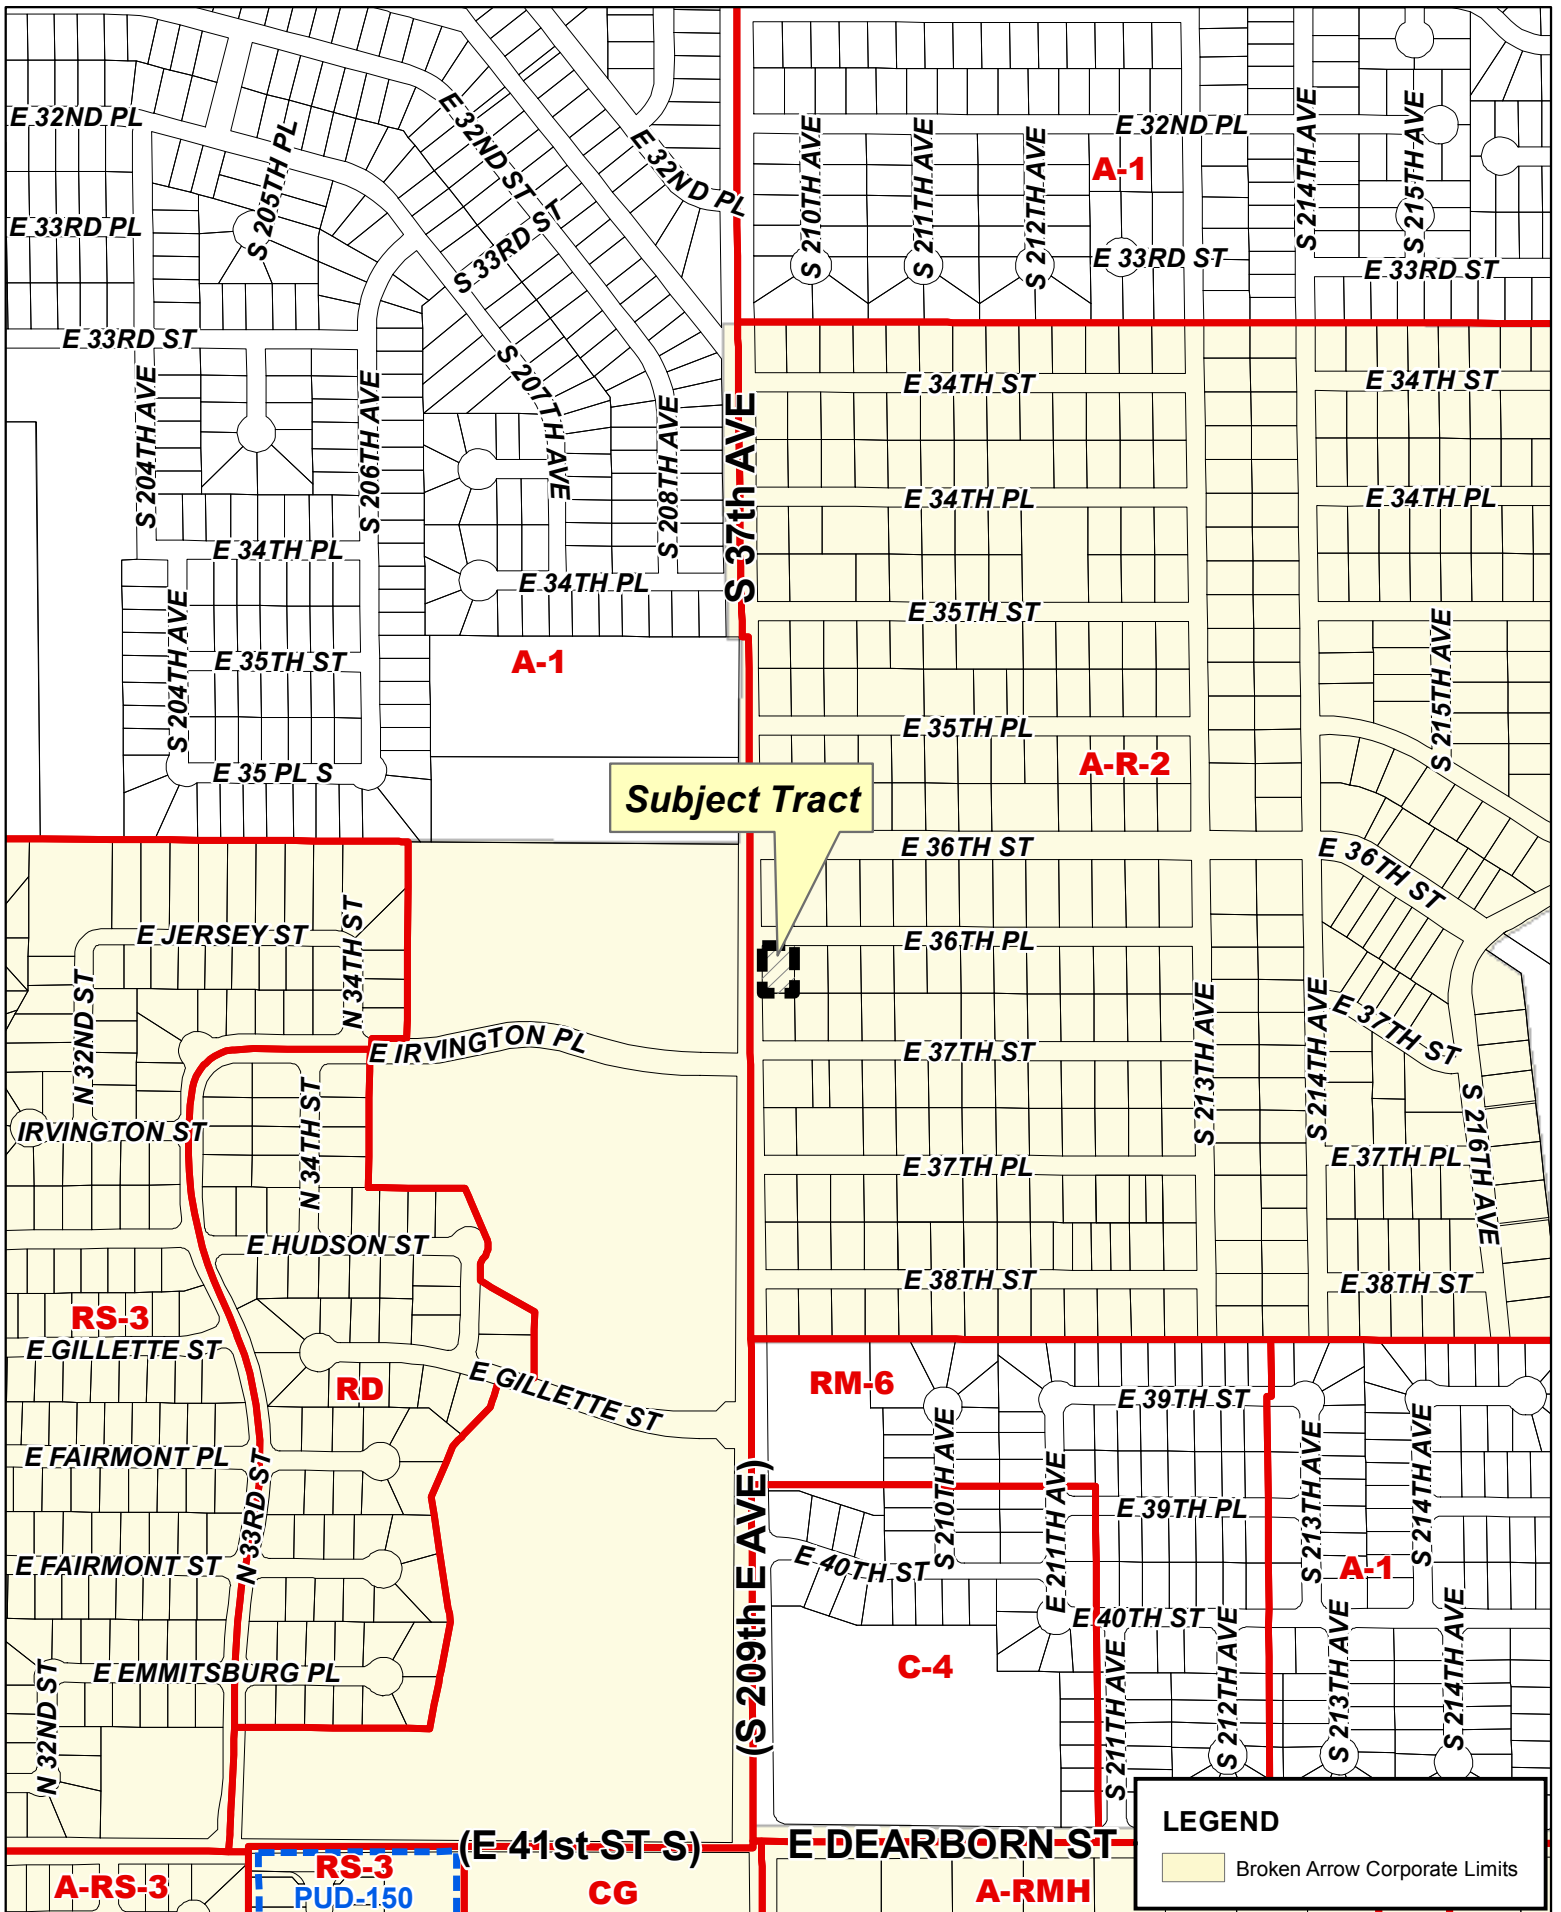 E 32ND PL
E 32ND ST
E 32ND PL
E 32ND PL
S 205TH PL
S 210TH AVE
S 211TH AVE
S 212TH AVE
A-1
S 214TH AVE
S 215TH AVE
E 33RD PL
S 33RD ST
E 33RD ST
E 33RD ST
E 33RD ST
S 204TH AVE
S 206TH AVE
S 207TH AVE
S 208TH AVE
S 37th AVE
E 34TH ST
E 34TH ST
E 34TH PL
E 34TH PL
E 34TH PL
E 34TH PL
S 204TH AVE
E 35TH ST
E 35TH ST
A-1
S 215TH AVE
E 35TH PL
E 35 PL S
A-R-2
Subject Tract
E 36TH ST
E 36TH ST
N 34TH ST
E JERSEY ST
E 36TH PL
N 32ND ST
S 213TH AVE
S 214TH AVE
E 37TH ST
E IRVINGTON PL
E 37TH ST
N 34TH ST
IRVINGTON ST
S 216TH AVE
E 37TH PL
E 37TH PL
E HUDSON ST
E 38TH ST
E 38TH ST
RS-3
E GILLETTE ST
RD
E GILLETTE ST
RM-6
E 39TH ST
S 210TH AVE
S 211TH AVE
S 213TH AVE
S 214TH AVE
E FAIRMONT PL
N 33RD ST
(S 209th E AVE)
E 39TH PL
E FAIRMONT ST
E 40TH ST
A-1
E 40TH ST
E EMMITSBURG PL
N 32ND ST
C-4
S 211TH AVE
S 212TH AVE
S 213TH AVE
S 214TH AVE
LEGEND
Broken Arrow Corporate Limits
(E 41st ST S)
E DEARBORN ST
A-RS-3
RS-3
PUD-150
CG
A-RMH